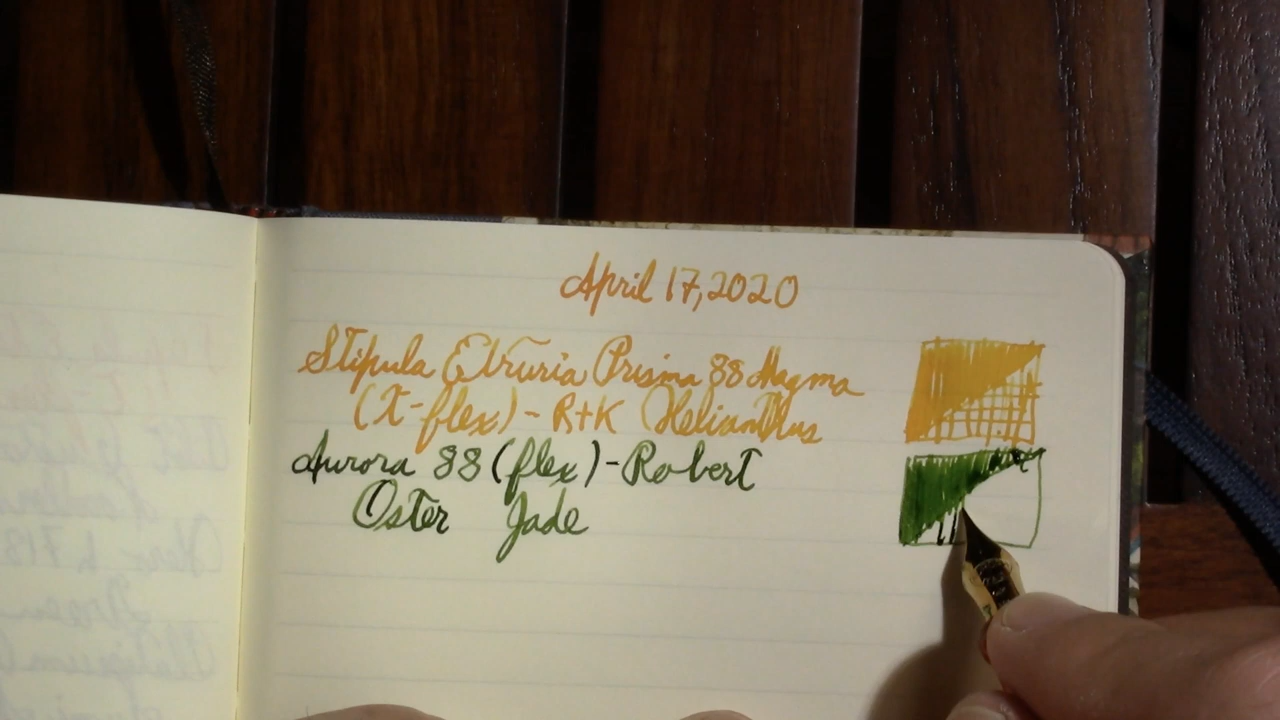 April 17, 2020
Stipula Etruria Prisma 88 Magma
(T-flex) - R+K Helianthus
Aurora 88 (flex) - Robert
Oster Jade